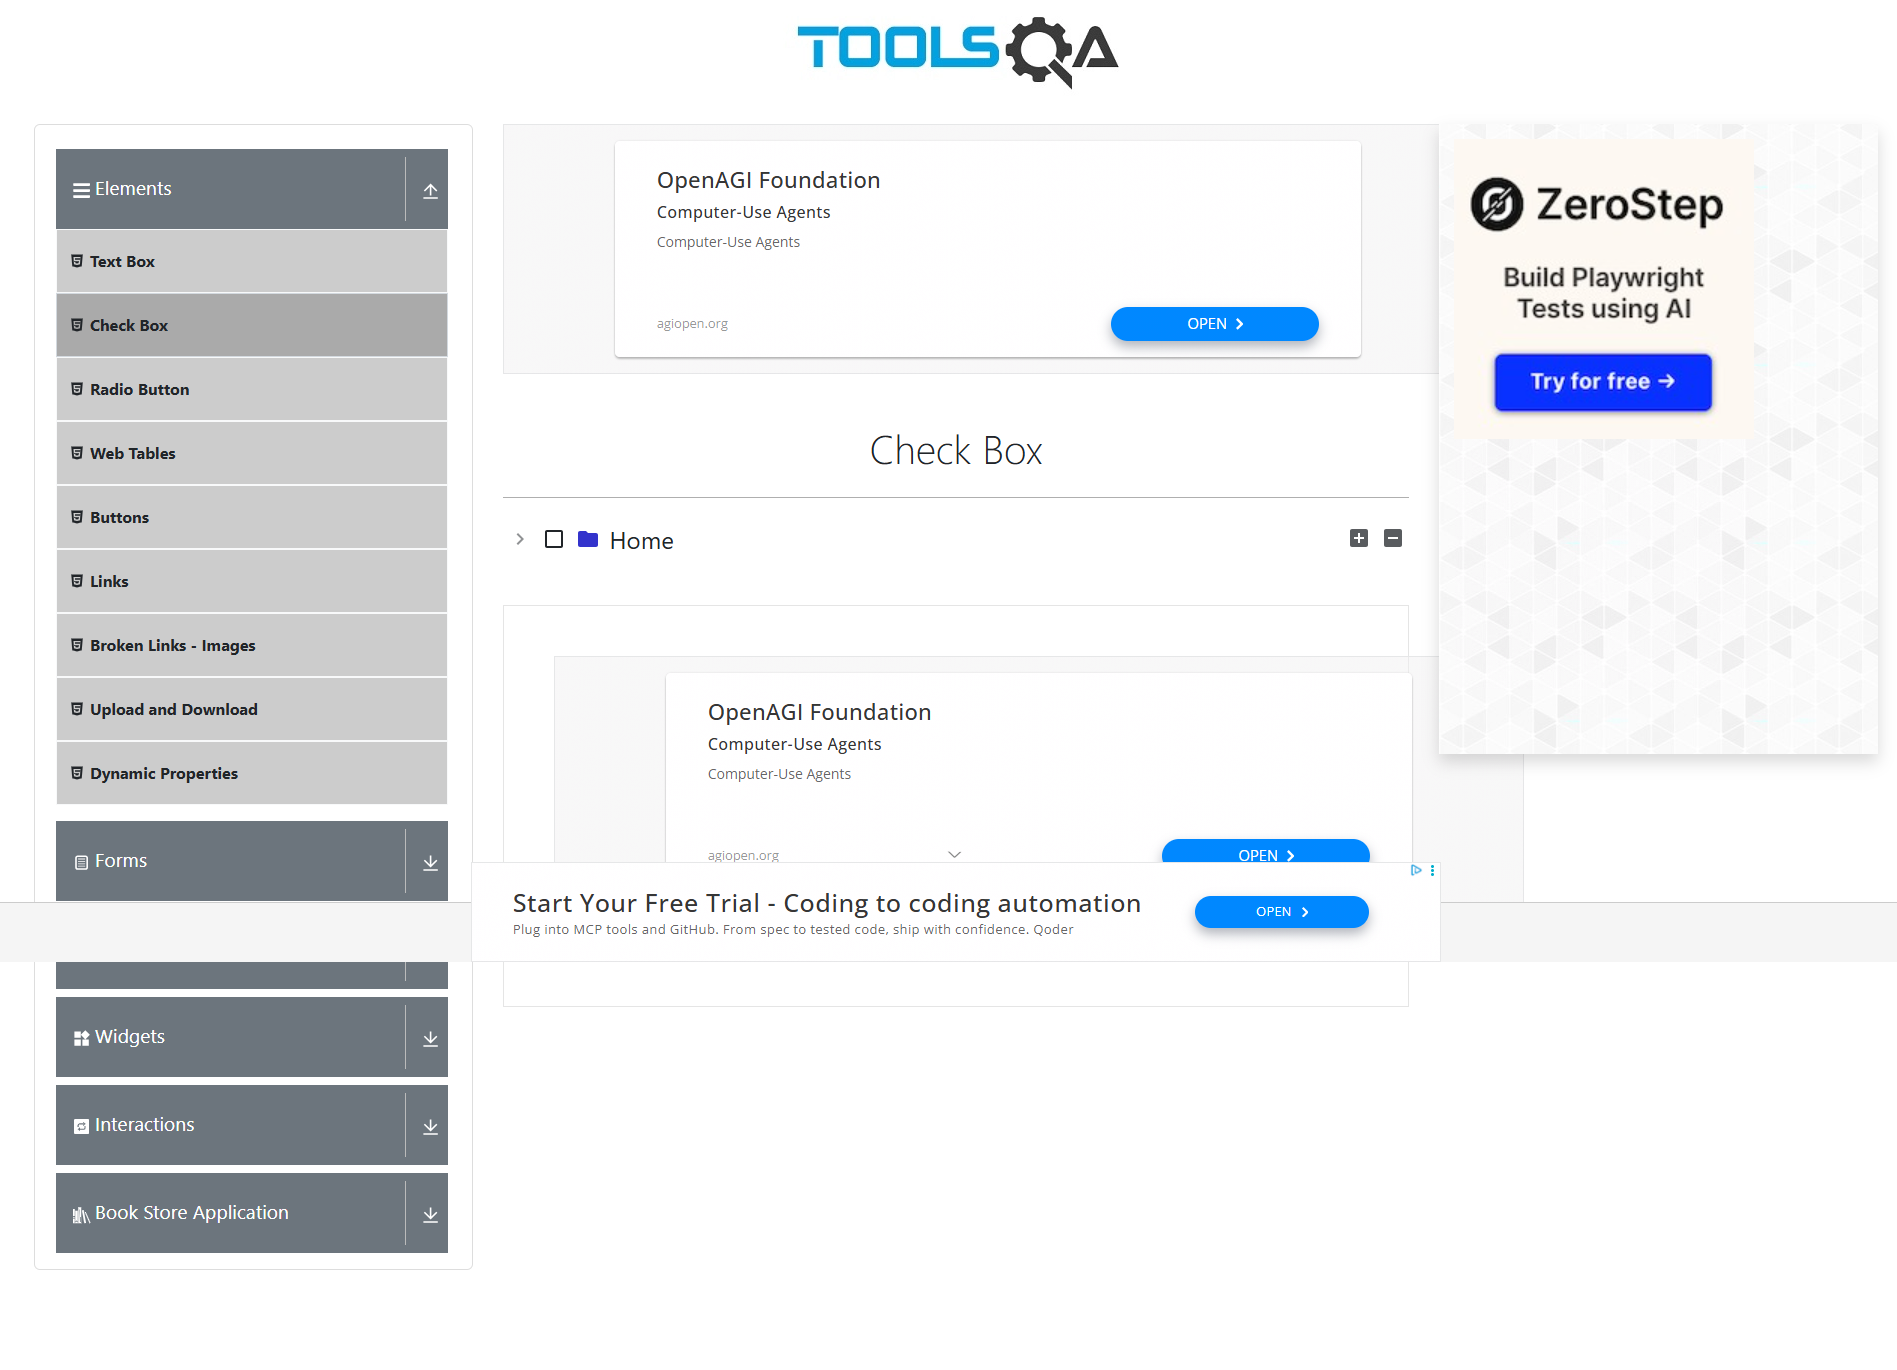 TOOLSQA
Elements
Text Box
Check Box
Radio Button
Web Tables
Buttons
Links
Broken Links - Images
Upload and Download
Dynamic Properties
Forms
Widgets
Interactions
Book Store Application
OpenAGI Foundation
Computer-Use Agents
Computer-Use Agents
agiopen.org
OPEN
Check Box
Home
OpenAGI Foundation
Computer-Use Agents
Computer-Use Agents
agiopen.org
OPEN
Start Your Free Trial - Coding to coding automation
Plug into MCP tools and GitHub. From spec to tested code, ship with confidence. Qoder
OPEN
ZeroStep
Build Playwright
Tests using AI
Try for free →